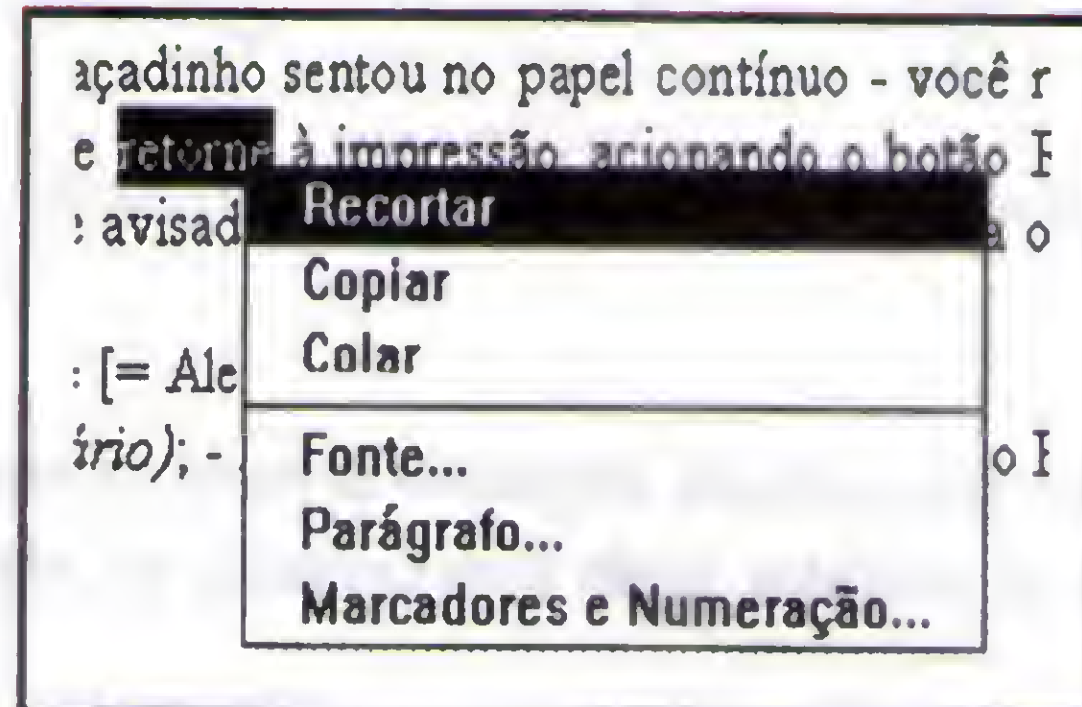 açadinho sentou no papel contínuo - você r
e retorne à impressão, acionando o botão
: avisad
Recortar
o
Copiar
Colar
: [= Ale
írio); -
Fonte...
o
Parágrafo...
Marcadores e Numeração...